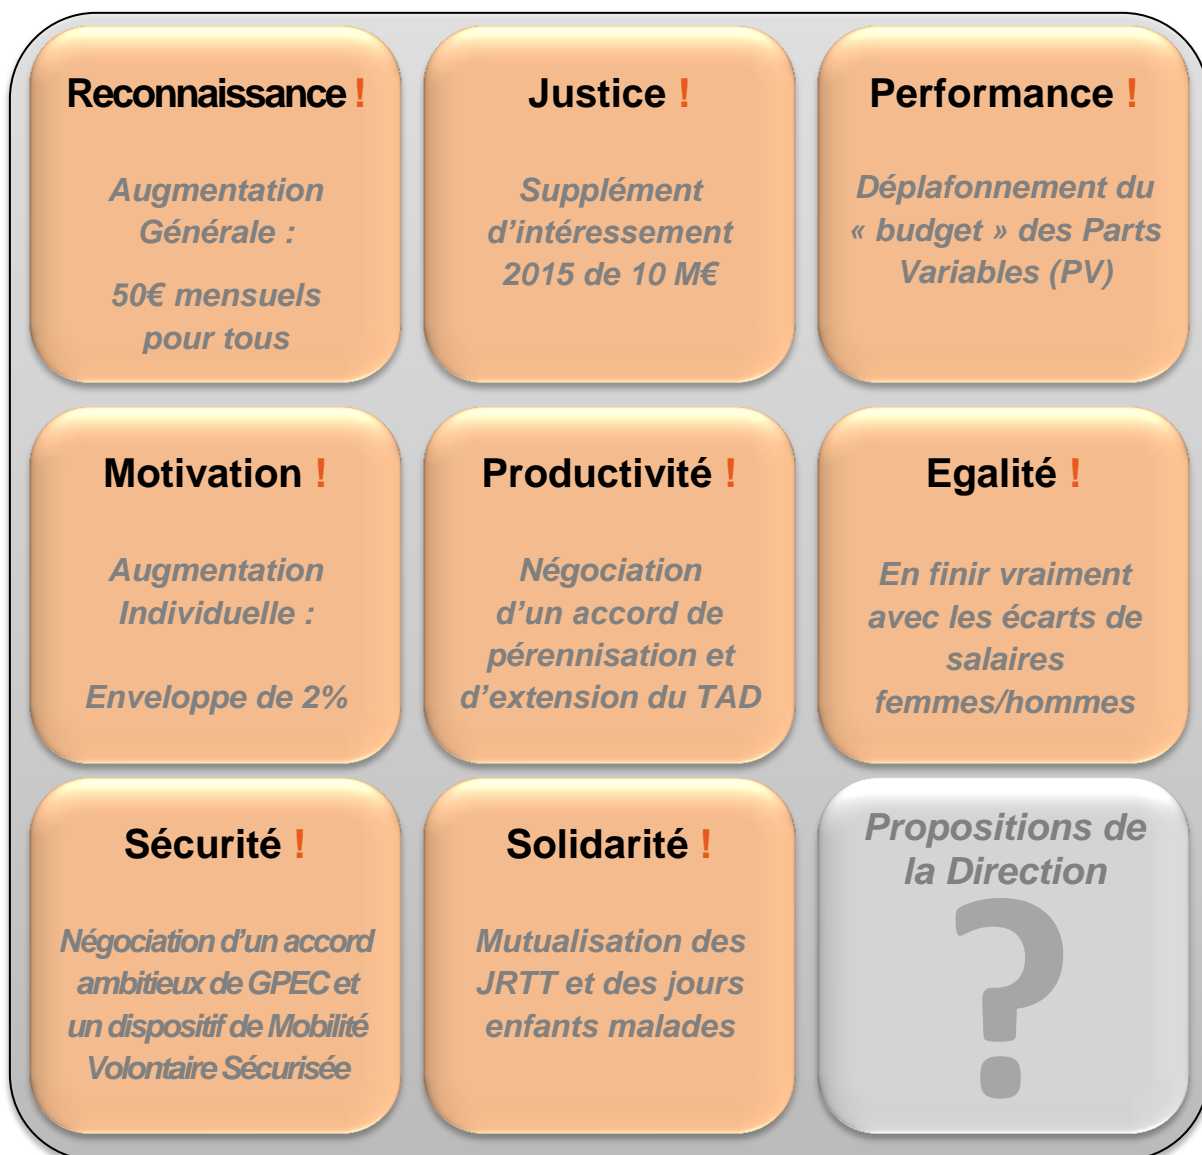 Reconnaissance !
Augmentation
Générale :
50€ mensuels
pour tous
Justice !
Supplément
d’intéressement
2015 de 10 M€
Performance !
Déplafonnement du
« budget » des Parts
Variables (PV)
Motivation !
Augmentation
Individuelle :
Enveloppe de 2%
Productivité !
Négociation
d’un accord de
pérennisation et
d’extension du TAD
Egalité !
En finir vraiment
avec les écarts de
salaires
femmes/hommes
Sécurité !
Négociation d’un accord
ambitieux de GPEC et
un dispositif de Mobilité
Volontaire Sécurisée
Solidarité !
Mutualisation des
JRTT et des jours
enfants malades
Propositions de
la Direction
?